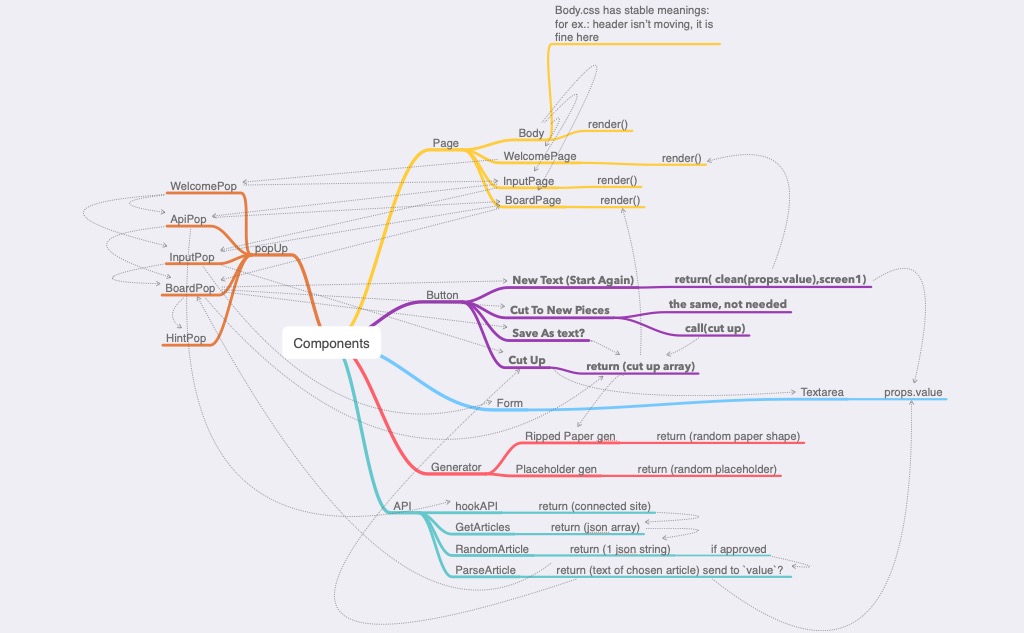 Body.css has stable meanings:
for ex.: header isn't moving, it is
fine here
Page
Body
render()
WelcomePage
render()
InputPage
render()
BoardPage
render()
WelcomePop
ApiPop
InputPop
BoardPop
HintPop
popUp
Button
New Text (Start Again)
return( clean(props.value),screen1)
Cut To New Pieces
the same, not needed
call(cut up)
Save As text?
Cut Up
return (cut up array)
Components
Form
Textarea
props.value
Generator
Ripped Paper gen
return (random paper shape)
Placeholder gen
return (random placeholder)
API
hookAPI
return (connected site)
GetArticles
return (json array)
RandomArticle
return (1 json string)
if approved
ParseArticle
return (text of chosen article) send to `value`?